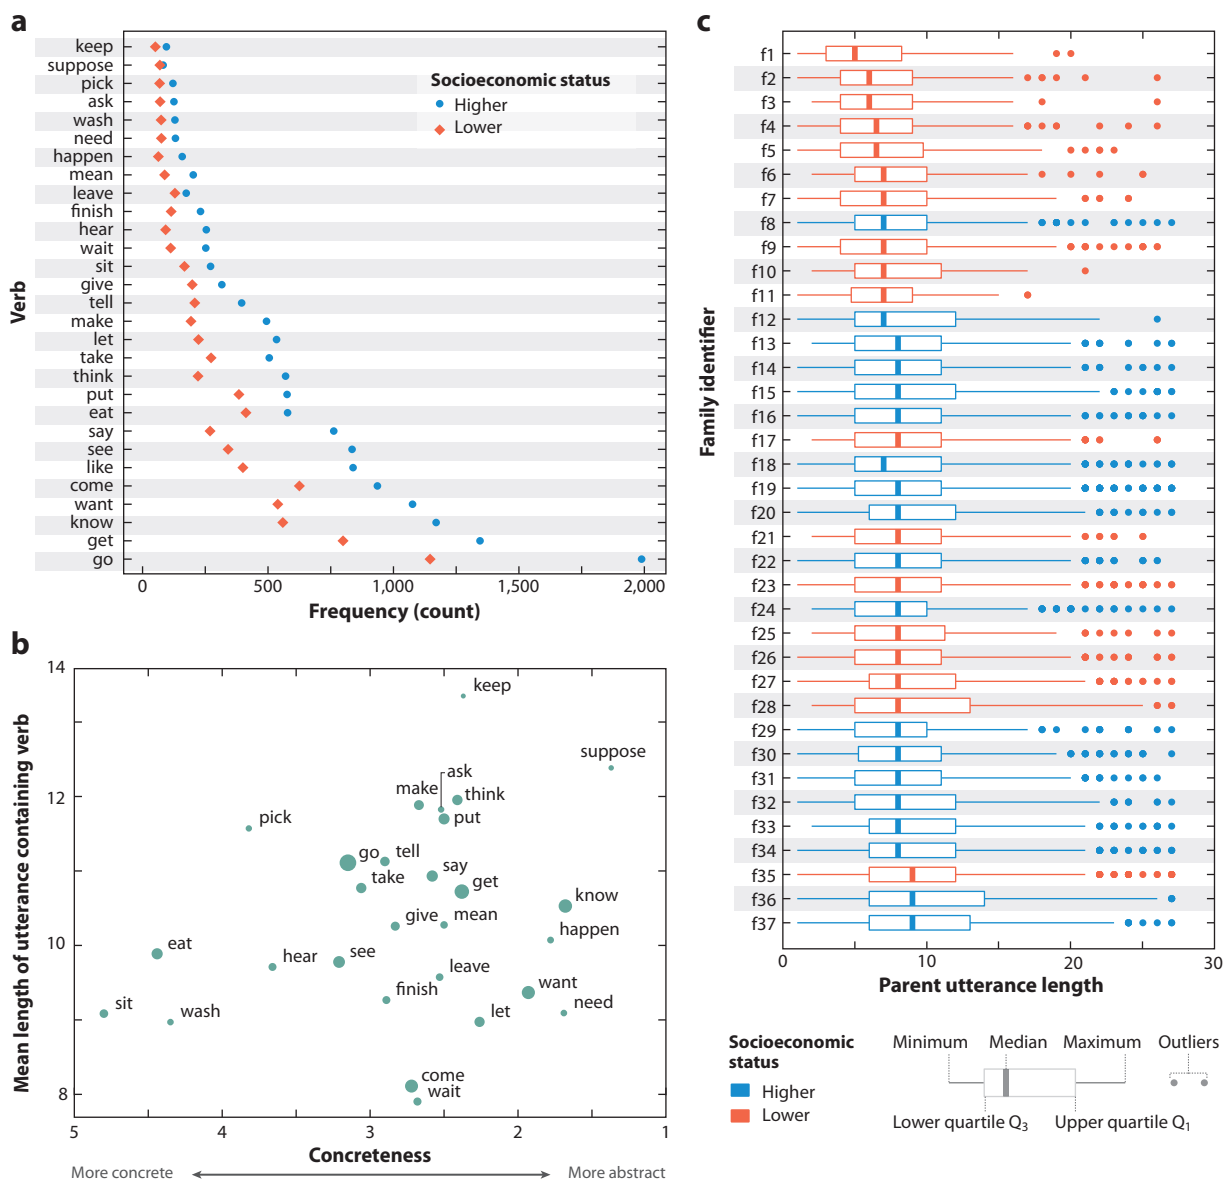 a
keep
suppose
pick
ask
wash
need
happen
mean
leave
finish
hear
wait
sit
give
tell
make
let
take
think
put
eat
say
see
like
come
want
know
get
go
Verb
Socioeconomic status
Higher
Lower
0 500 1,000 1,500 2,000
Frequency (count)
b
14
12
10
8
Mean length of utterance containing verb
keep
suppose
ask
make
think
put
pick
go
tell
take
say
get
know
give
mean
happen
eat
hear
see
leave
finish
want
need
sit
wash
let
come
wait
5 4 3 2 1
Concreteness
More concrete
More abstract
c
f1
f2
f3
f4
f5
f6
f7
f8
f9
f10
f11
f12
f13
f14
f15
f16
f17
f18
f19
f20
f21
f22
f23
f24
f25
f26
f27
f28
f29
f30
f31
f32
f33
f34
f35
f36
f37
Family identifier
0 10 20 30
Parent utterance length
Socioeconomic
status
Higher
Lower
Minimum Median Maximum Outliers
Lower quartile Q3 Upper quartile Q1